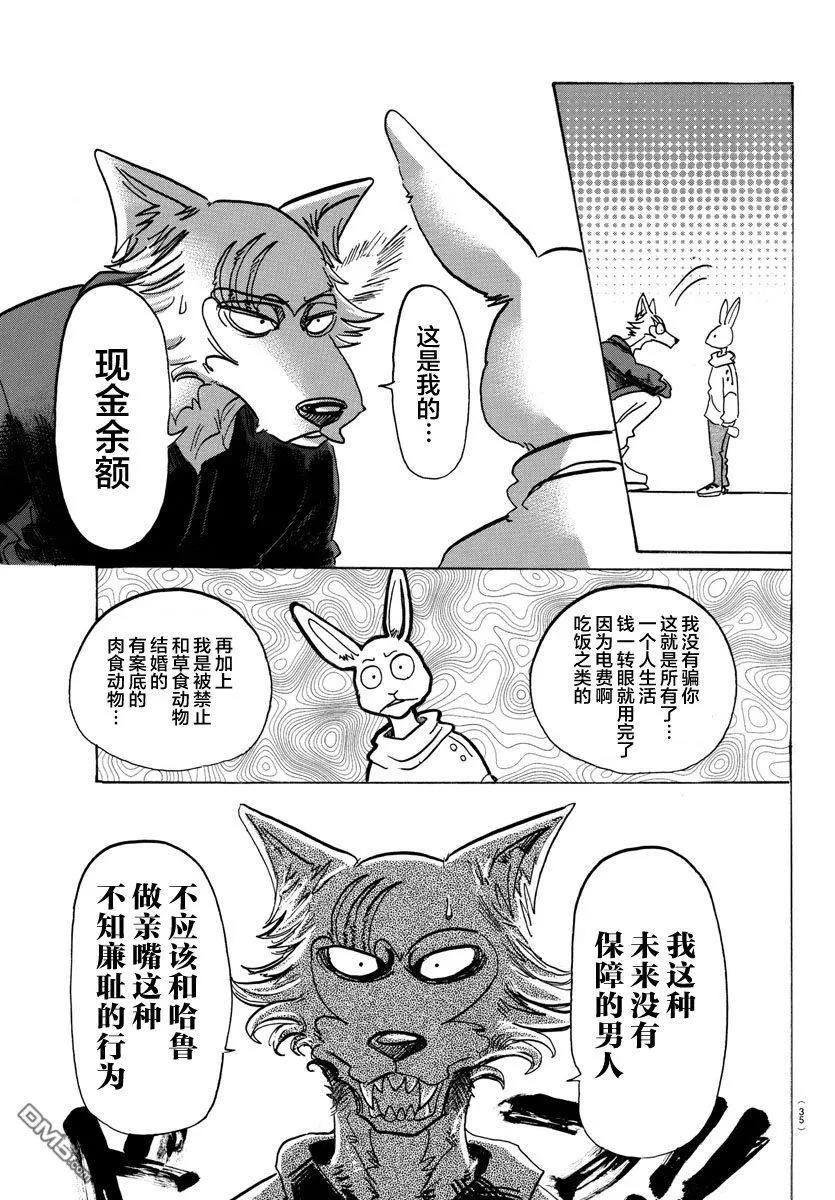 这是我的…
现金余额
我没有骗你
这就是所有了…
一个人生活
钱一转眼就用完了
因为电费啊
吃饭之类的
再加上
我是被禁止
和草食动物
结婚的
有案底的
肉食动物…
我这种
未来没有
保障的男人
不应该和哈鲁
做亲嘴这种
不知廉耻的行为
(35)